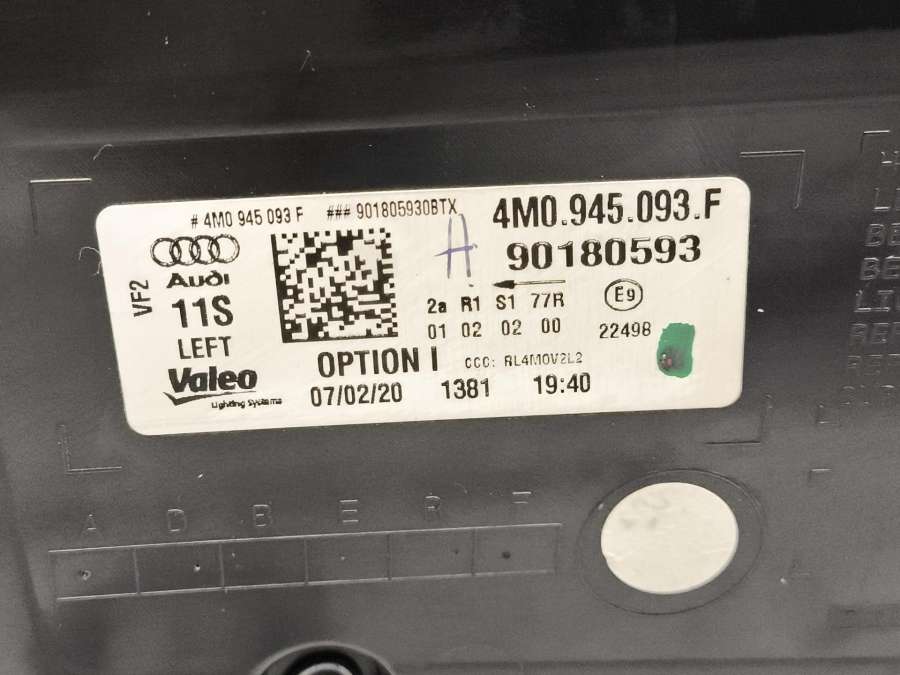 # 4M0 945 093 F ### 901805930BTX 4M0.945.093.F
90180593
A
VF2
Audi
11S
LEFT
Valeo
Lighting Systems
2a R1 S1 77R E9
01 02 02 00 22498
OPTION I CCC: RL4M0V2L2
07/02/20 1381 19:40
A D B E R F